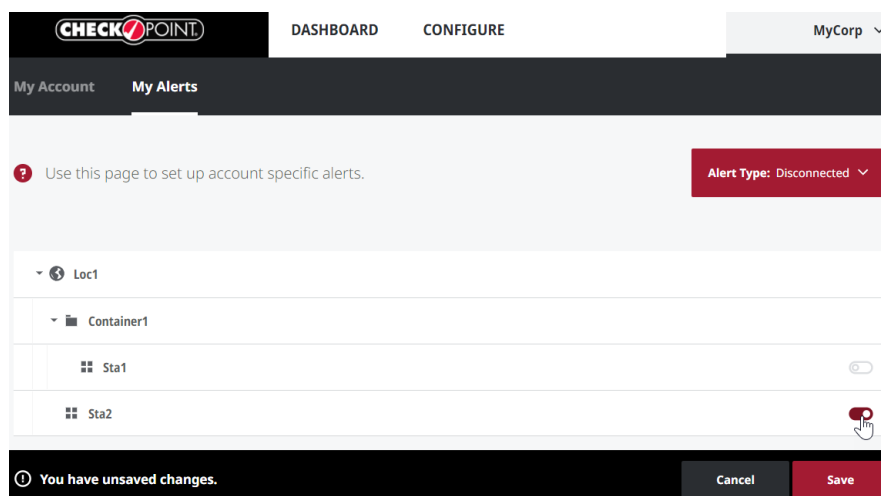 CHECKPOINT
DASHBOARD
CONFIGURE
MyCorp
My Account
My Alerts
Use this page to set up account specific alerts.
Alert Type: Disconnected
Loc1
Container1
Sta1
Sta2
You have unsaved changes.
Cancel
Save